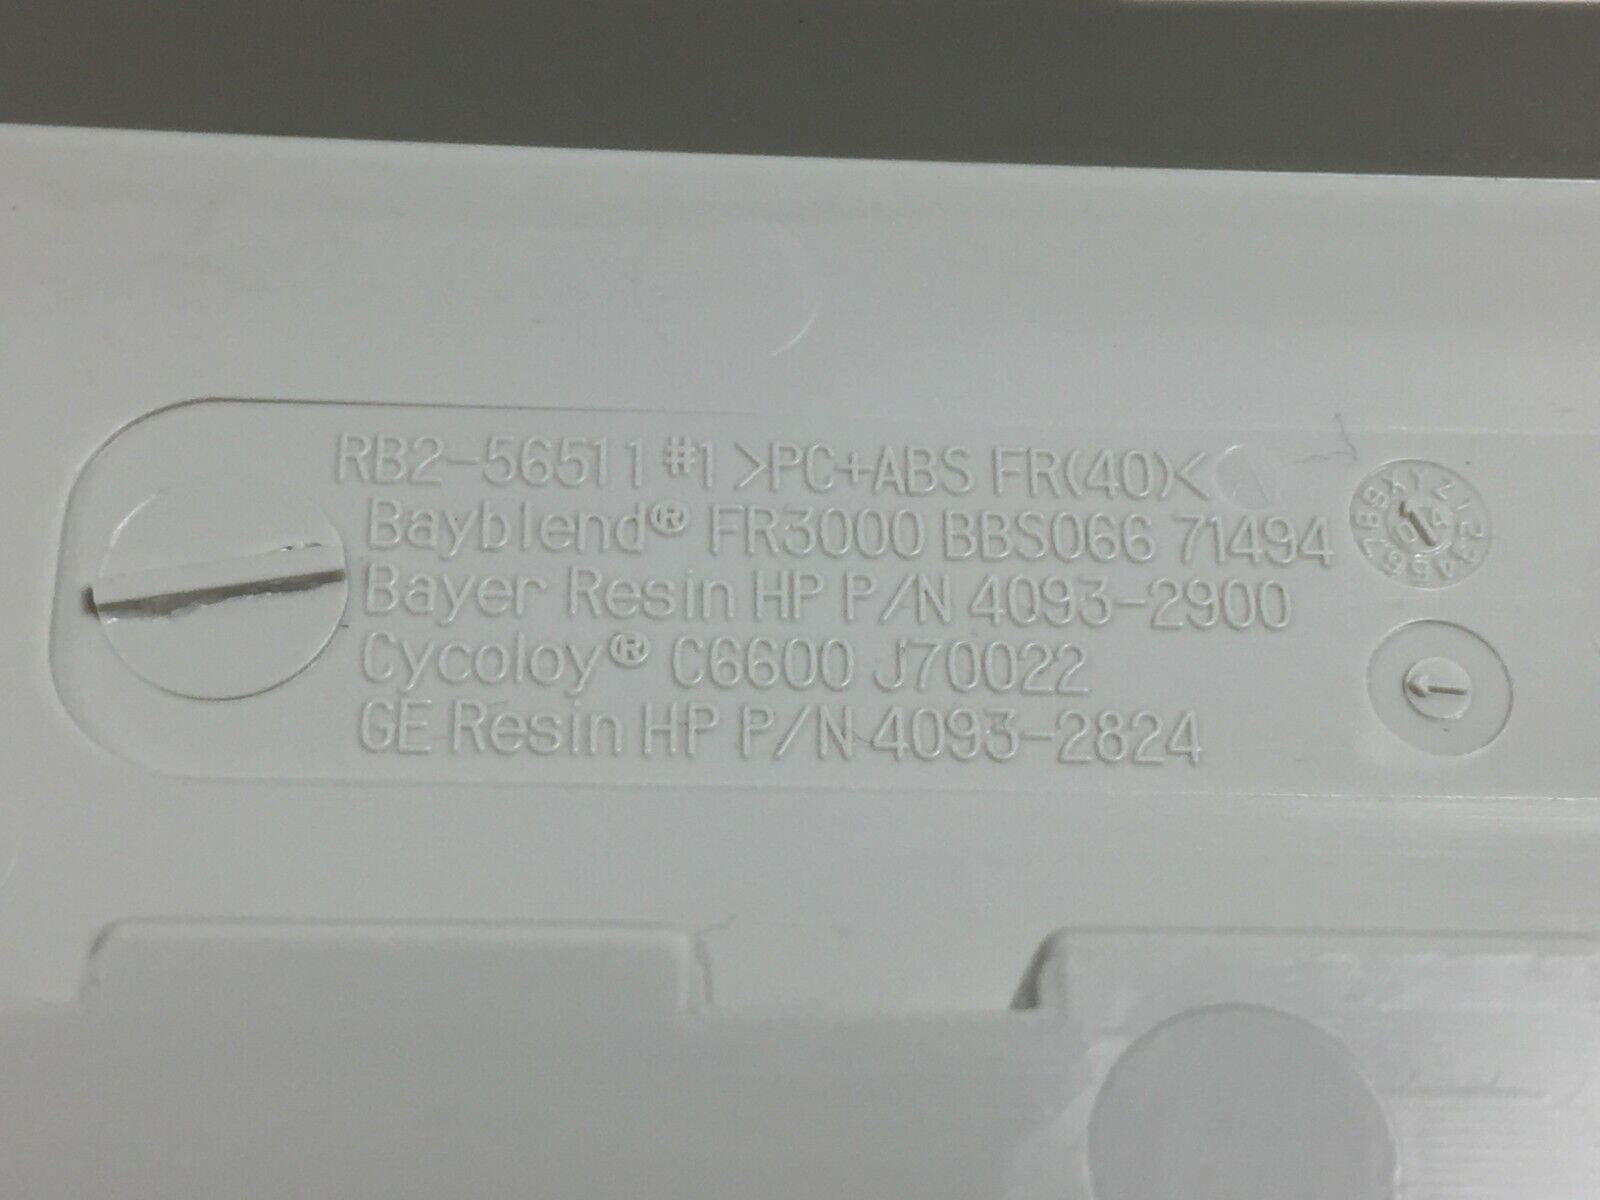 RB2-56511 #1 >PC+ABS FR(40)<
Bayblend® FR3000 BBS066 71494
Bayer Resin HP P/N 4093-2900
Cycoloy® C6600 J70022
GE Resin HP P/N 4093-2824
123456789XYZ